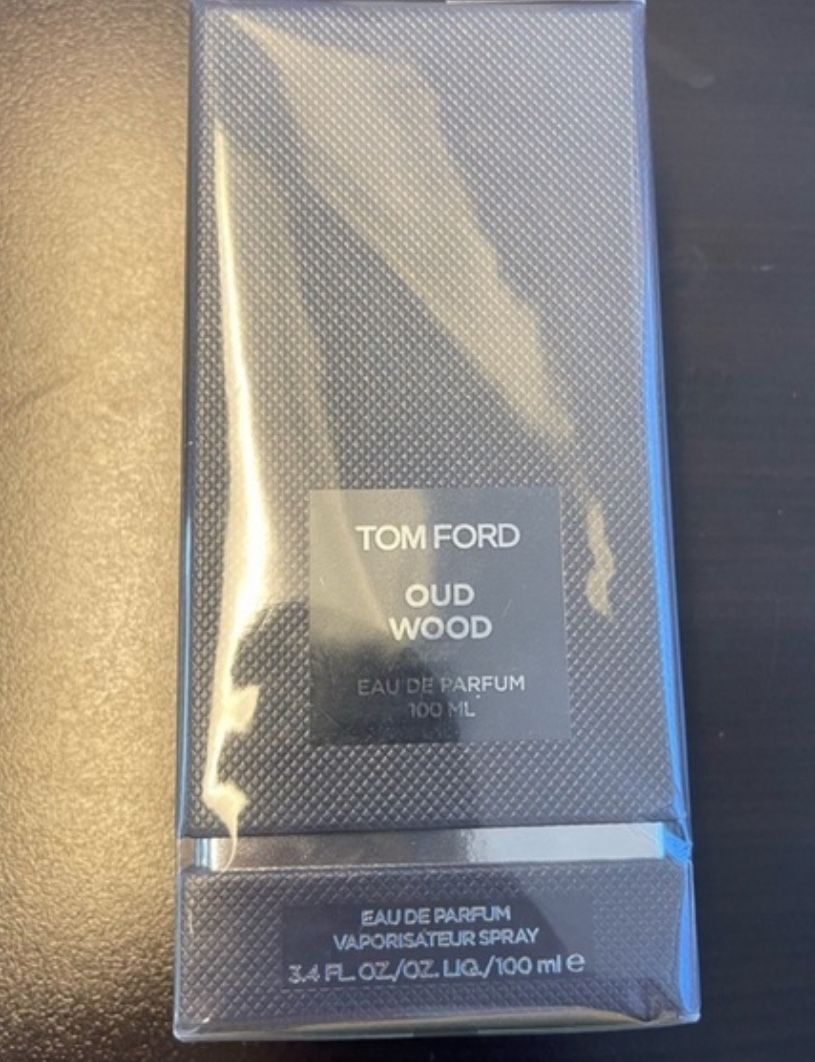 TOM FORD
OUD
WOOD
EAU DE PARFUM
100 ML
EAU DE PARFUM
VAPORISATEUR SPRAY
3.4 FL. OZ./OZ. LIQ./100 ml ℮